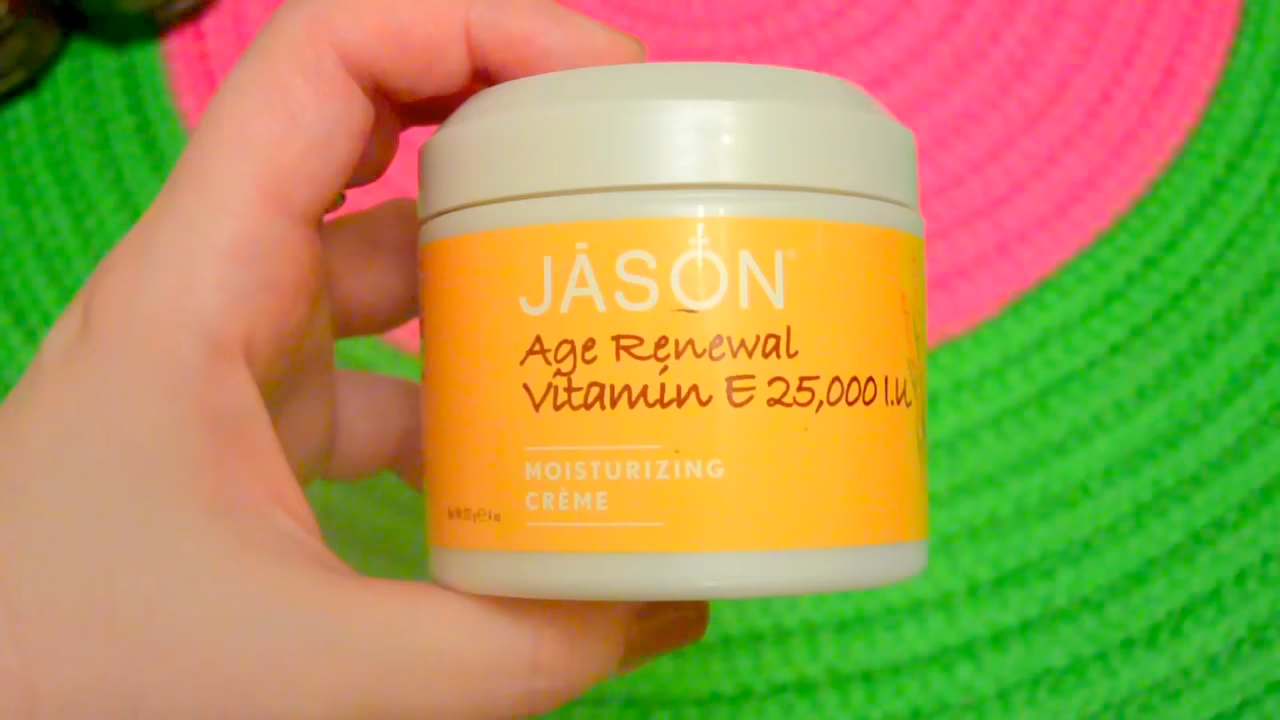 JĀSÖN
Age Renewal
Vitamin E 25,000 I.U.
MOISTURIZING
CRÈME